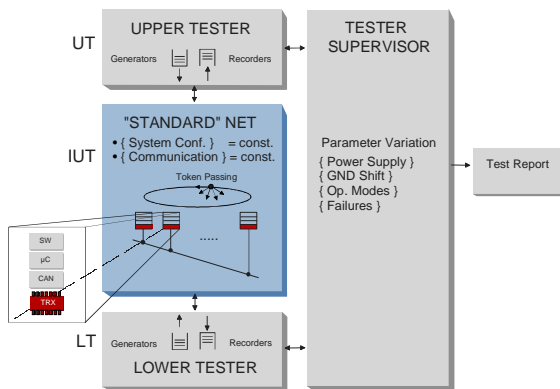 UT
UPPER TESTER
Generators
Recorders
TESTER
SUPERVISOR
"STANDARD" NET
• { System Conf. } = const.
• { Communication } = const.
IUT
Token Passing
.....
Parameter Variation
{ Power Supply }
{ GND Shift }
{ Op. Modes }
{ Failures }
Test Report
SW
µC
CAN
TRX
LT
Generators
Recorders
LOWER TESTER